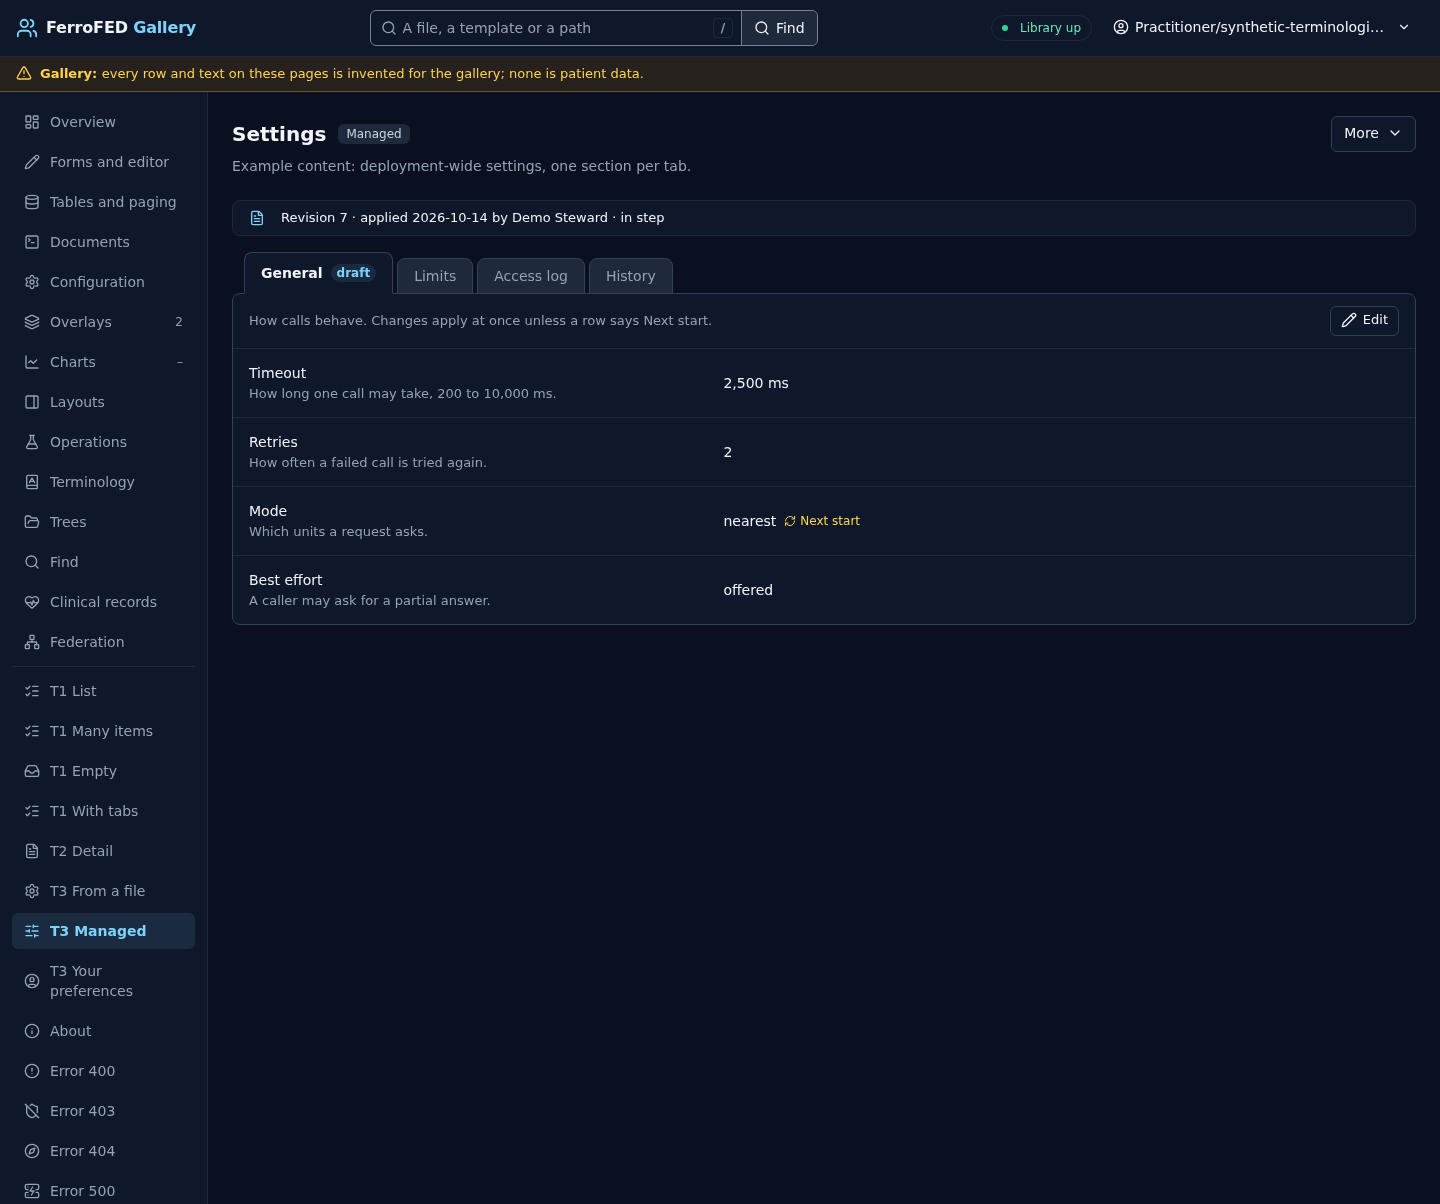 FerroFED Gallery
A file, a template or a path
/
Find
Library up
Practitioner/synthetic-terminologi…
Gallery: every row and text on these pages is invented for the gallery; none is patient data.
Overview
Forms and editor
Tables and paging
Documents
Configuration
Overlays 2
Charts –
Layouts
Operations
Terminology
Trees
Find
Clinical records
Federation
T1 List
T1 Many items
T1 Empty
T1 With tabs
T2 Detail
T3 From a file
T3 Managed
T3 Your
preferences
About
Error 400
Error 403
Error 404
Error 500
Settings Managed
More
Example content: deployment-wide settings, one section per tab.
Revision 7 · applied 2026-10-14 by Demo Steward · in step
General draft
Limits
Access log
History
How calls behave. Changes apply at once unless a row says Next start.
Edit
Timeout
How long one call may take, 200 to 10,000 ms.
2,500 ms
Retries
How often a failed call is tried again.
2
Mode
Which units a request asks.
nearest Next start
Best effort
A caller may ask for a partial answer.
offered